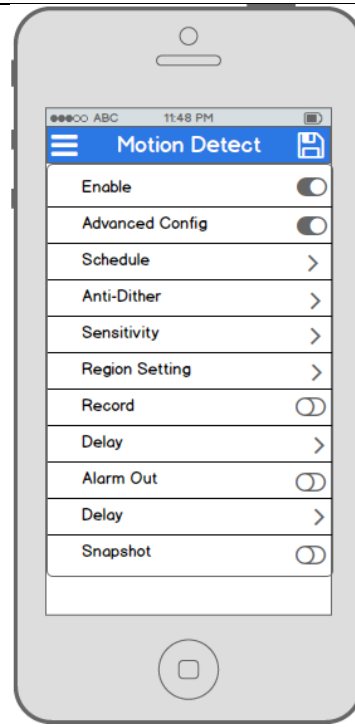 ABC 11:48 PM
Motion Detect
Enable
Advanced Config
Schedule
Anti-Dither
Sensitivity
Region Setting
Record
Delay
Alarm Out
Delay
Snapshot